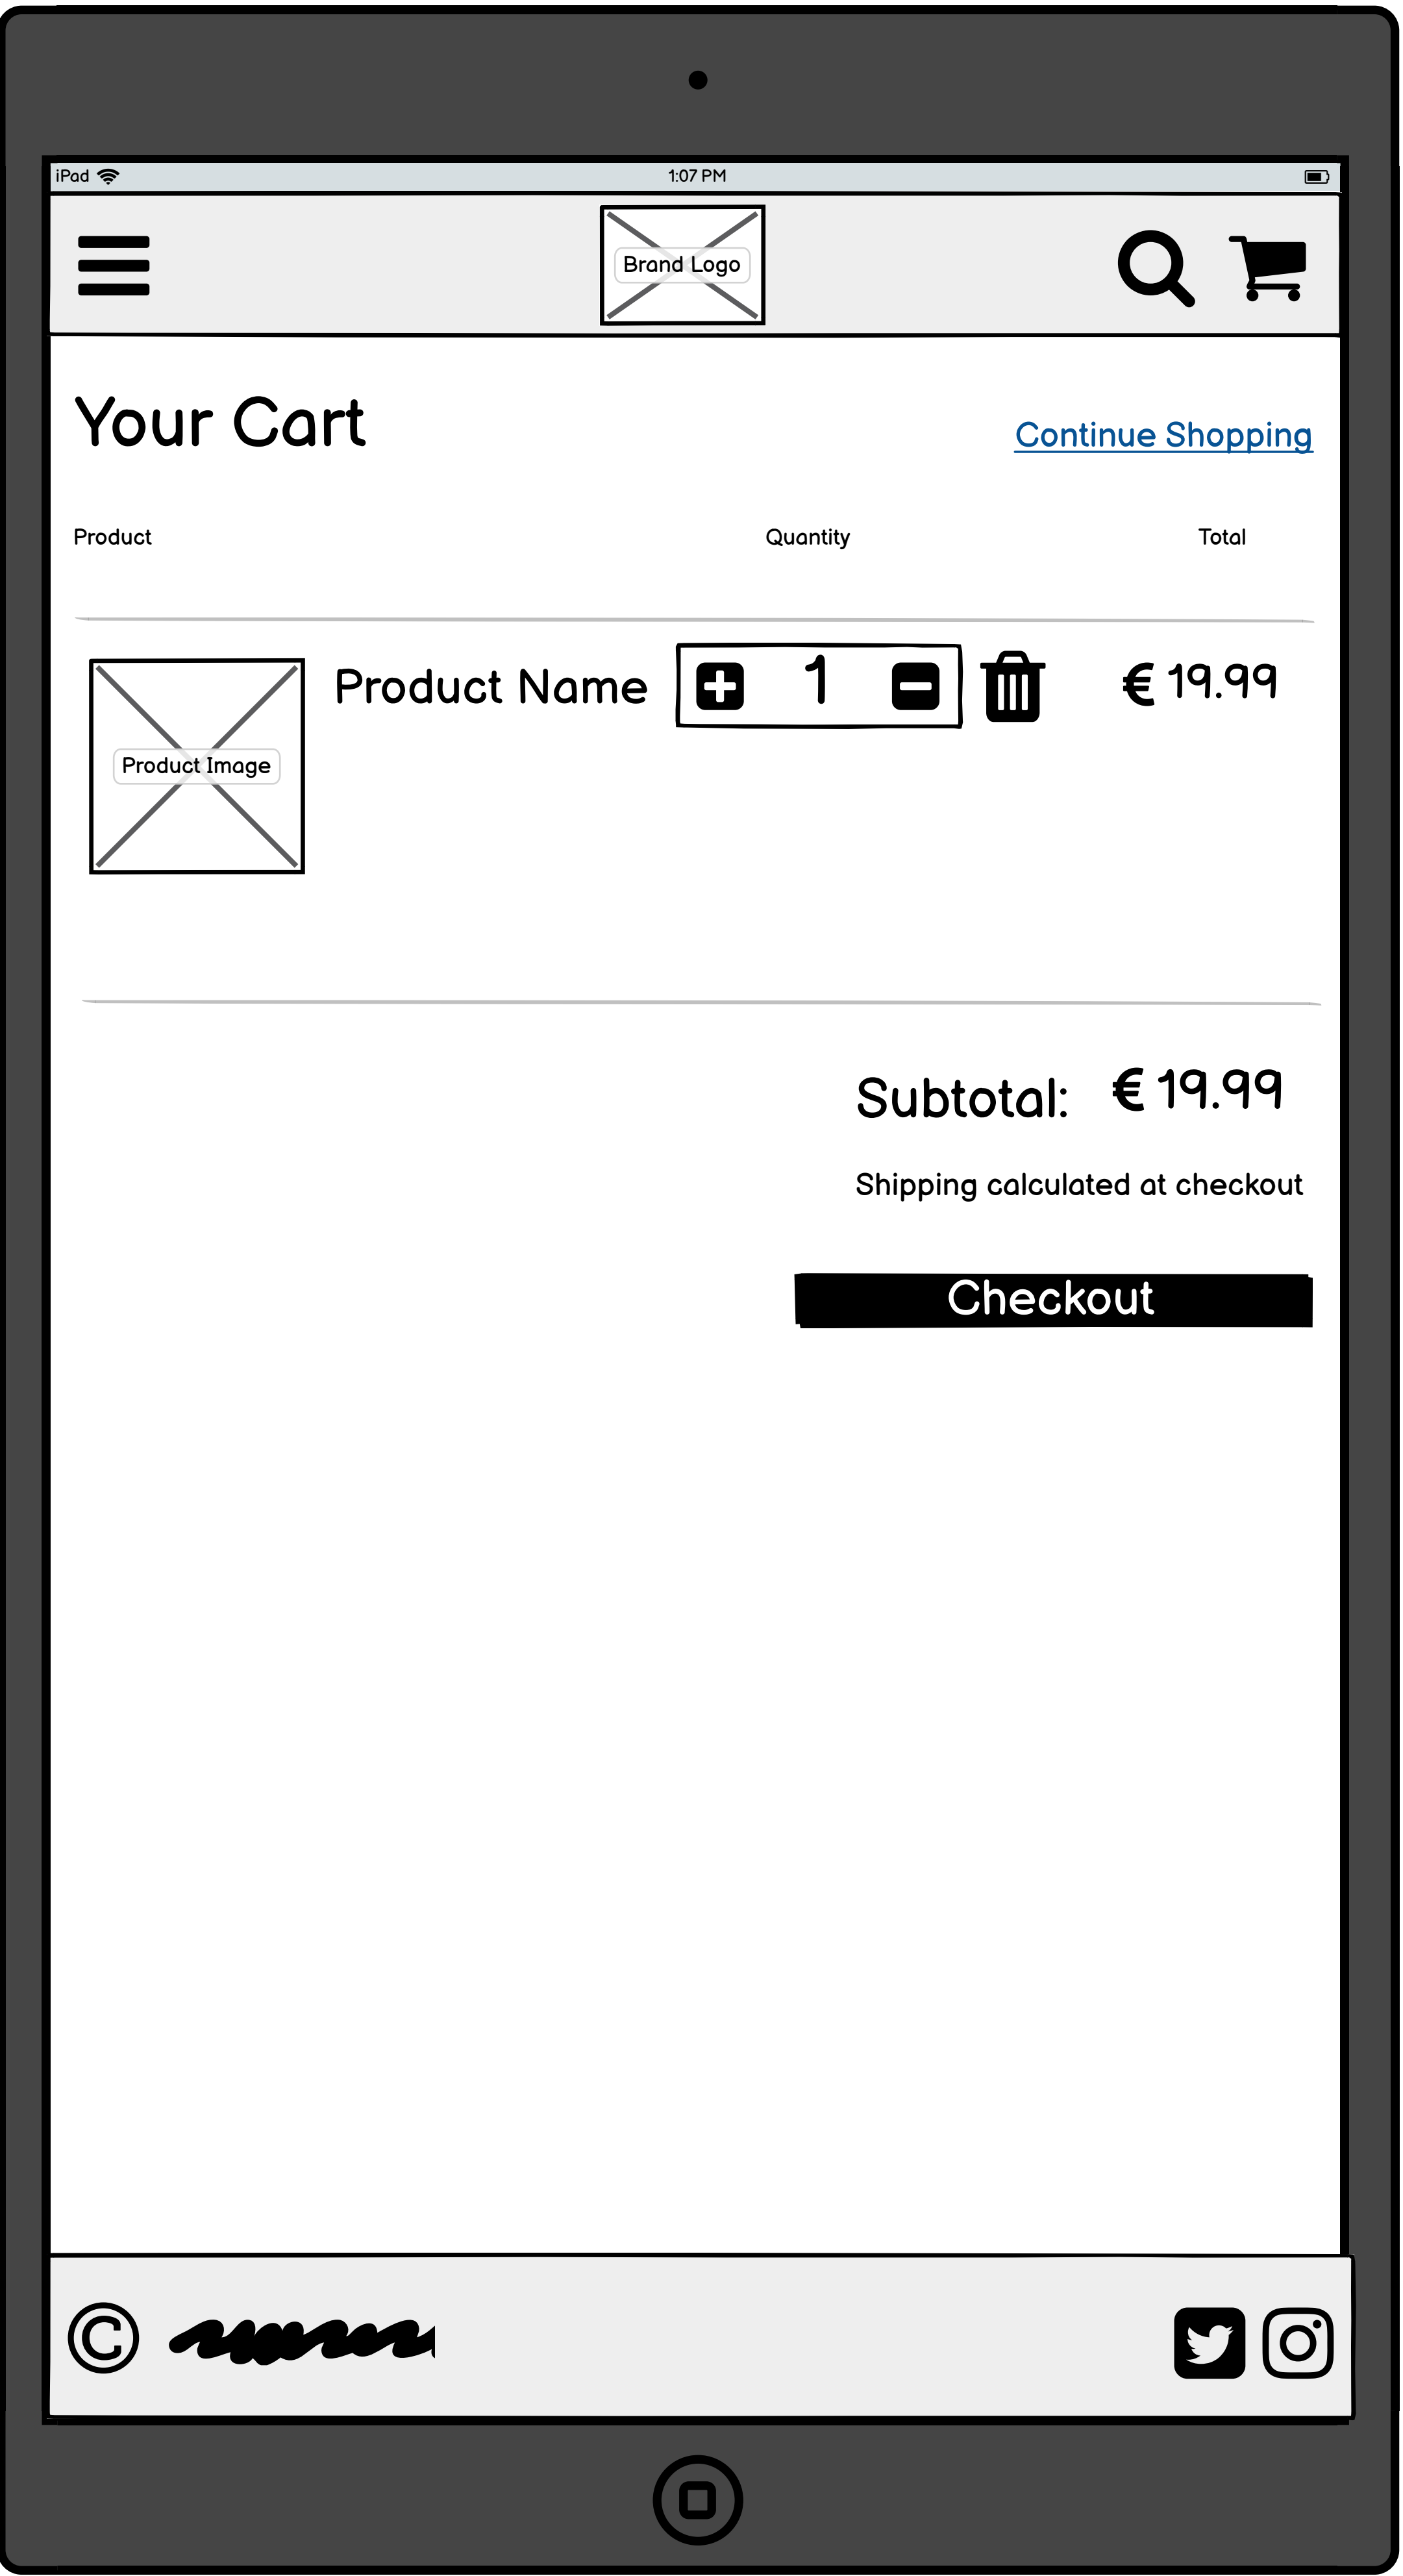 iPad 1:07 PM
Brand Logo
Your Cart
Continue Shopping
Product Quantity Total
Product Name 1 € 19.99
Product Image
Subtotal: € 19.99
Shipping calculated at checkout
Checkout
©